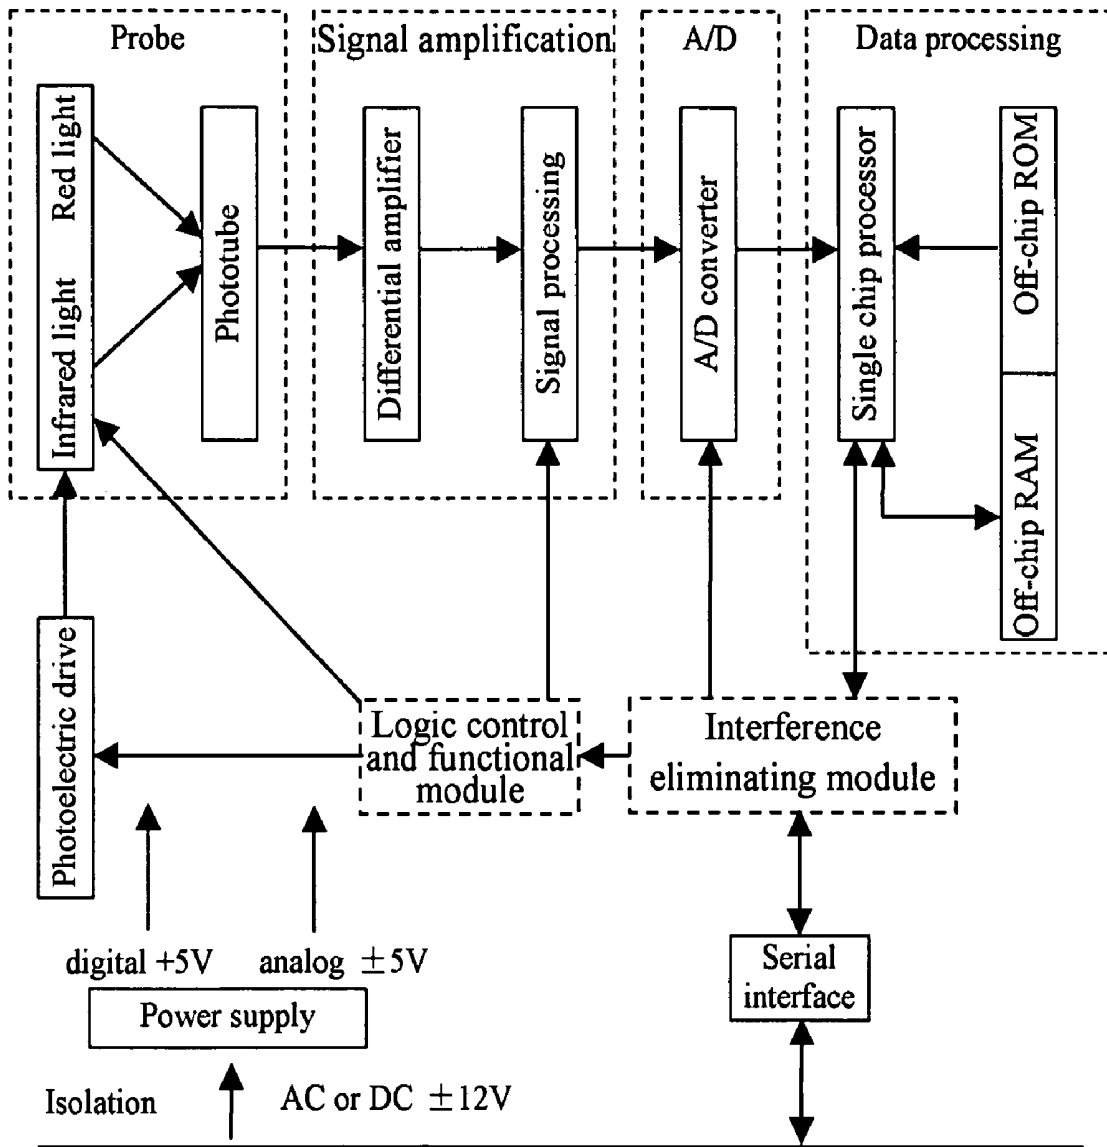 Probe
Signal amplification
A/D
Data processing
Red light
Infrared light
Phototube
Differential amplifier
Signal processing
A/D converter
Single chip processor
Off-chip ROM
Off-chip RAM
Photoelectric drive
Logic control
and functional
module
Interference
eliminating module
digital +5V
analog ±5V
Power supply
Serial
interface
Isolation
AC or DC ±12V